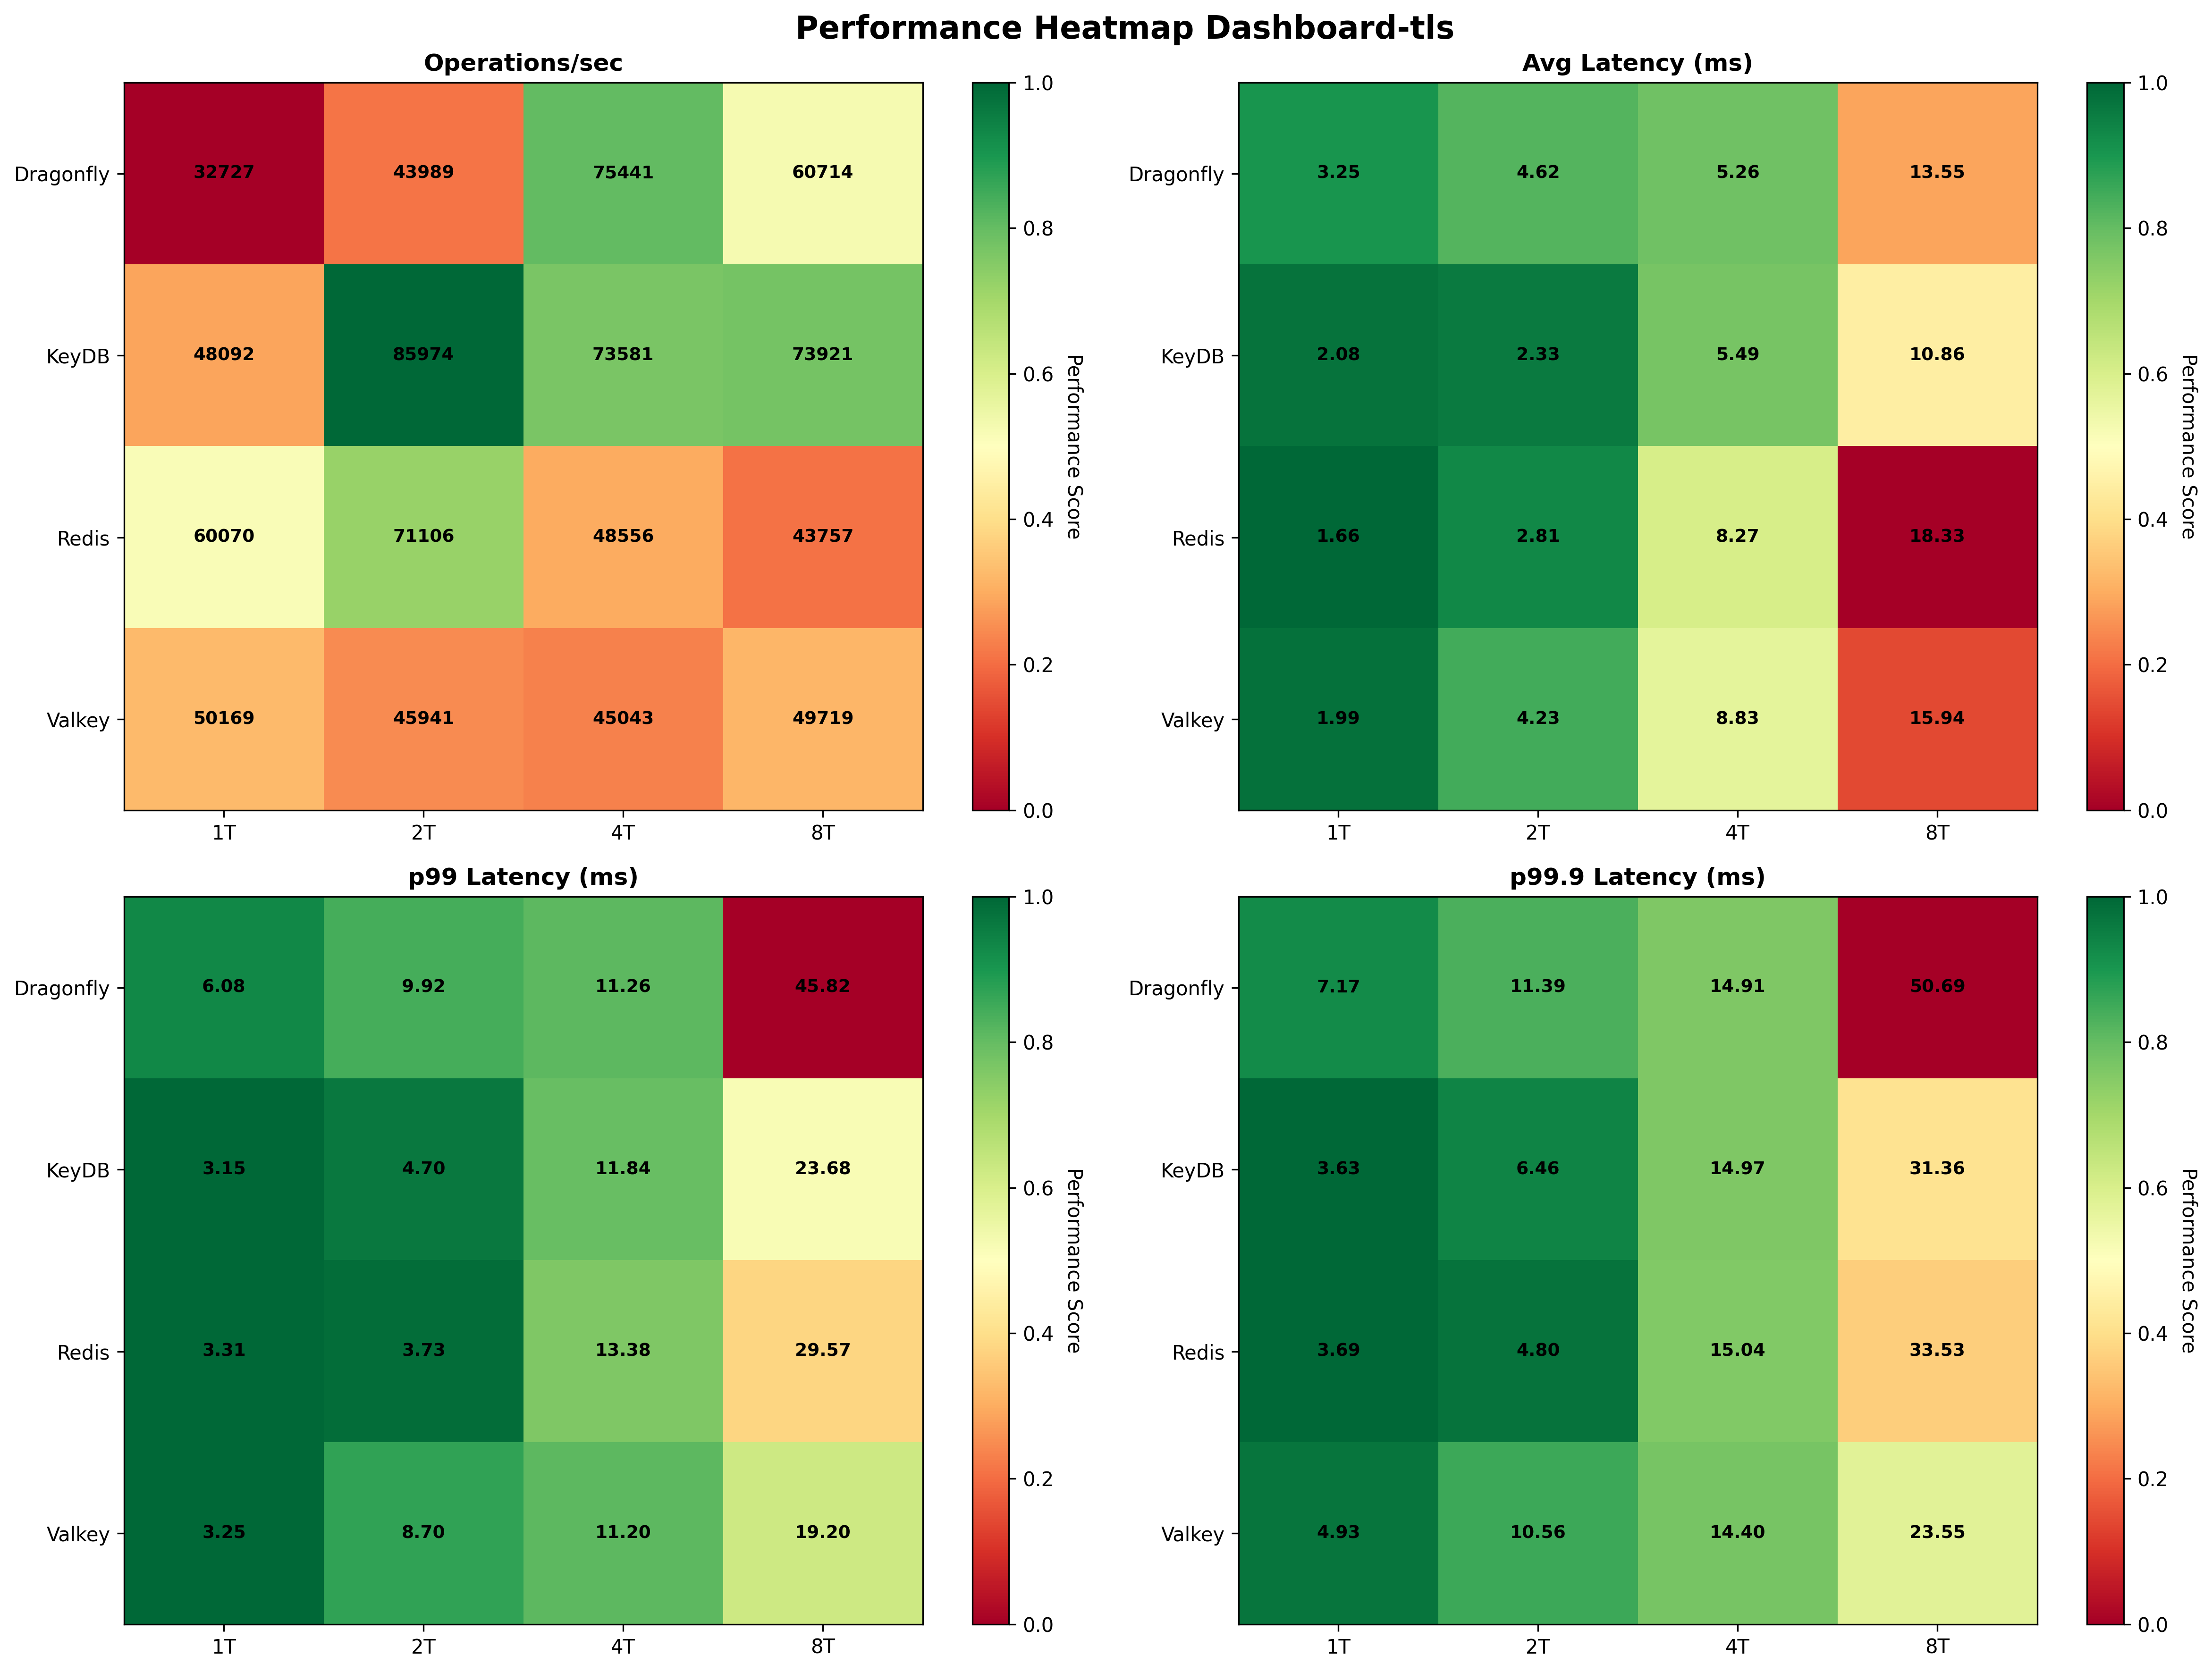 Performance Heatmap Dashboard-tls
Operations/sec
Dragonfly 32727 43989 75441 60714
KeyDB 48092 85974 73581 73921
Redis 60070 71106 48556 43757
Valkey 50169 45941 45043 49719
1T 2T 4T 8T
1.0
0.8
0.6
0.4
0.2
0.0
Performance Score
Avg Latency (ms)
Dragonfly 3.25 4.62 5.26 13.55
KeyDB 2.08 2.33 5.49 10.86
Redis 1.66 2.81 8.27 18.33
Valkey 1.99 4.23 8.83 15.94
1T 2T 4T 8T
1.0
0.8
0.6
0.4
0.2
0.0
Performance Score
p99 Latency (ms)
Dragonfly 6.08 9.92 11.26 45.82
KeyDB 3.15 4.70 11.84 23.68
Redis 3.31 3.73 13.38 29.57
Valkey 3.25 8.70 11.20 19.20
1T 2T 4T 8T
1.0
0.8
0.6
0.4
0.2
0.0
Performance Score
p99.9 Latency (ms)
Dragonfly 7.17 11.39 14.91 50.69
KeyDB 3.63 6.46 14.97 31.36
Redis 3.69 4.80 15.04 33.53
Valkey 4.93 10.56 14.40 23.55
1T 2T 4T 8T
1.0
0.8
0.6
0.4
0.2
0.0
Performance Score